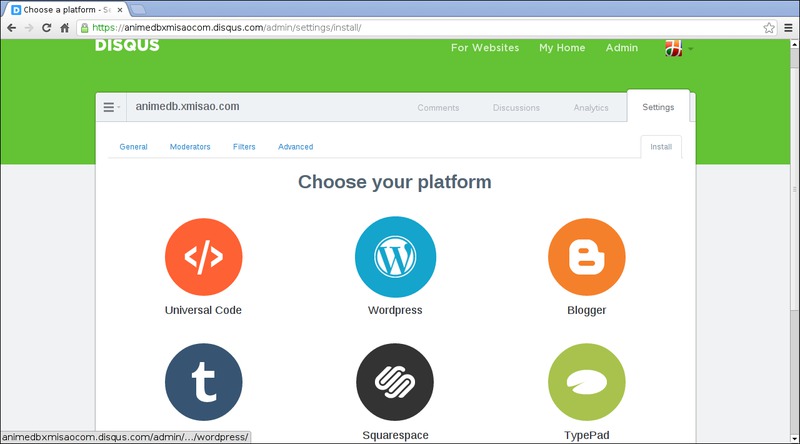 Choose a platform - Se
https://animedbxmisaocom.disqus.com/admin/settings/install/
DISQUS
For Websites My Home Admin
animedb.xmisao.com Comments Discussions Analytics Settings
General Moderators Filters Advanced Install
Choose your platform
Universal Code Wordpress Blogger
Squarespace TypePad
animedbxmisaocom.disqus.com/admin/.../wordpress/